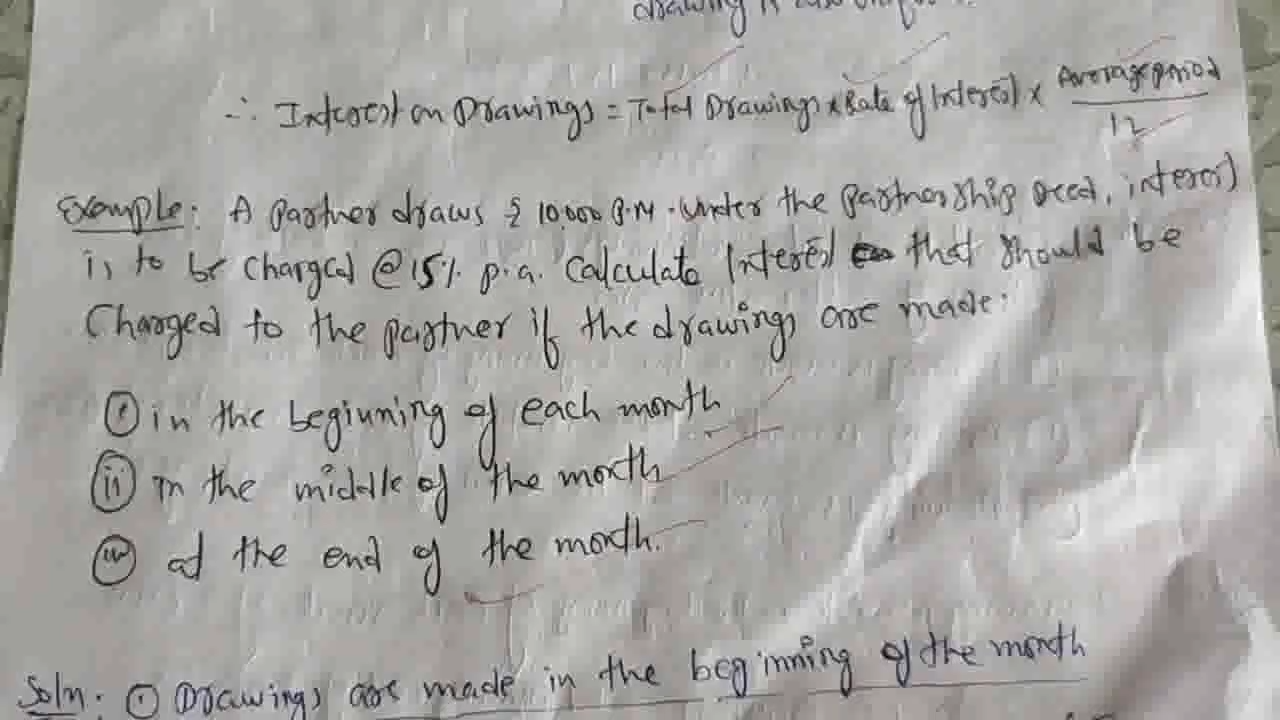 drawing is
∴ Interest on Drawings = Total Drawings x Rate of Interest x Average period / 12
Example: A Partner draws ₹ 10,000 P.M. Under the partnership Deed, interest
is to be charged @ 15% p.a. Calculate Interest that should be
Charged to the partner if the drawings are made:
(i) in the beginning of each month
(ii) in the middle of the month
(iii) at the end of the month.
Soln: (i) Drawings are made in the beginning of the month